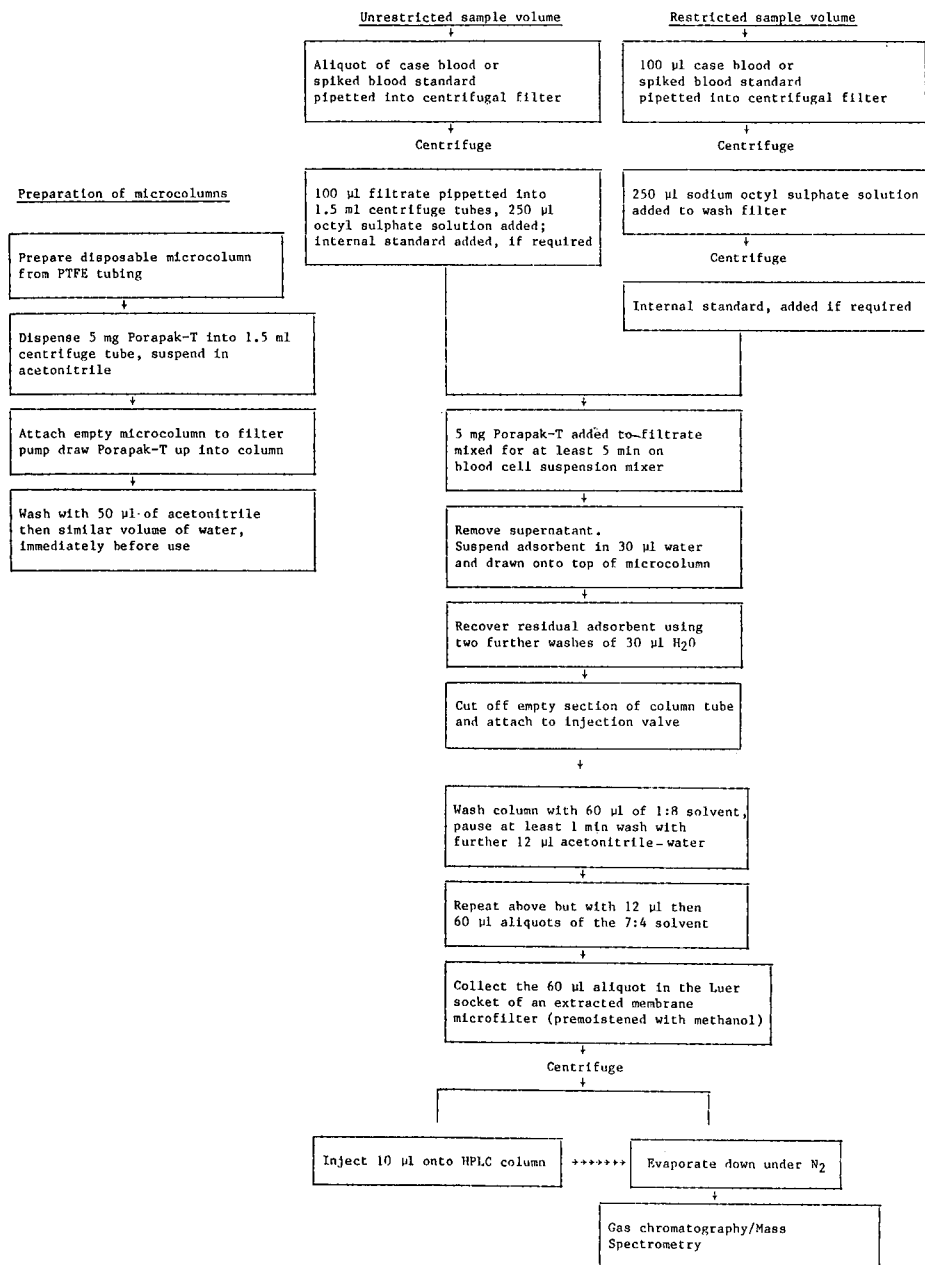 Unrestricted sample volume
Aliquot of case blood or
spiked blood standard
pipetted into centrifugal filter
Centrifuge
100 µl filtrate pippetted into
1.5 ml centrifuge tubes, 250 µl
octyl sulphate solution added;
internal standard added, if required
Restricted sample volume
100 µl case blood or
spiked blood standard
pipetted into centrifugal filter
Centrifuge
250 µl sodium octyl sulphate solution
added to wash filter
Centrifuge
Internal standard, added if required
Preparation of microcolumns
Prepare disposable microcolumn
from PTFE tubing
Dispense 5 mg Porapak-T into 1.5 ml
centrifuge tube, suspend in
acetonitrile
Attach empty microcolumn to filter
pump draw Porapak-T up into column
Wash with 50 µl of acetonitrile
then similar volume of water,
immediately before use
5 mg Porapak-T added to filtrate
mixed for at least 5 min on
blood cell suspension mixer
Remove supernatant.
Suspend adsorbent in 30 µl water
and drawn onto top of microcolumn
Recover residual adsorbent using
two further washes of 30 µl H₂O
Cut off empty section of column tube
and attach to injection valve
Wash column with 60 µl of 1:8 solvent,
pause at least 1 min wash with
further 12 µl acetonitrile-water
Repeat above but with 12 µl then
60 µl aliquots of the 7:4 solvent
Collect the 60 µl aliquot in the Luer
socket of an extracted membrane
microfilter (premoistened with methanol)
Centrifuge
Inject 10 µl onto HPLC column
Evaporate down under N₂
Gas chromatography/Mass
Spectrometry